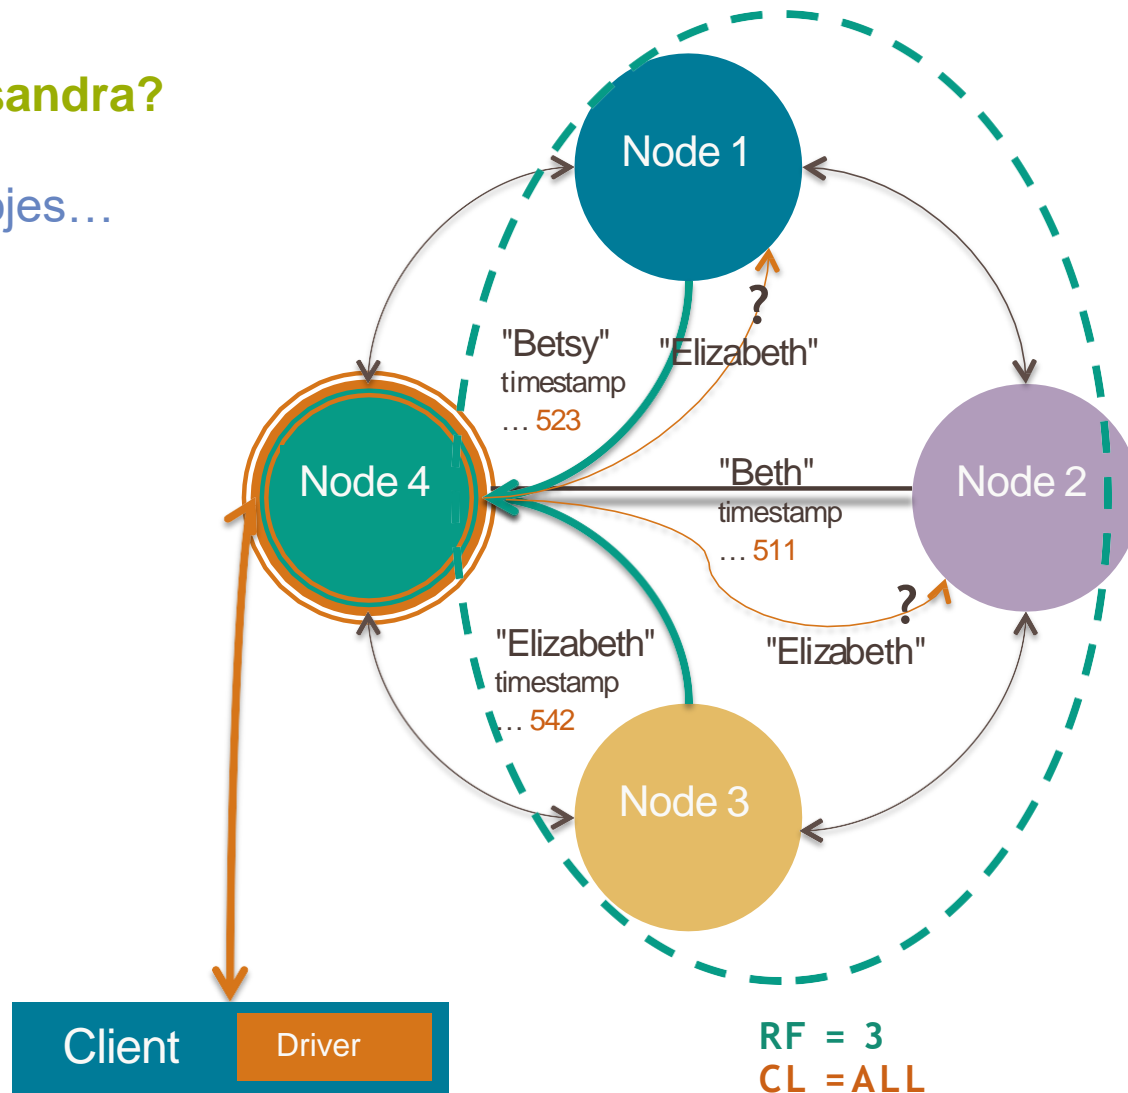 sandra?
ojes…
Node 1
?
"Betsy"
timestamp
… 523
"Elizabeth"
Node 4
"Beth"
timestamp
… 511
Node 2
?
"Elizabeth"
"Elizabeth"
timestamp
… 542
Node 3
Client
Driver
RF = 3
CL =ALL